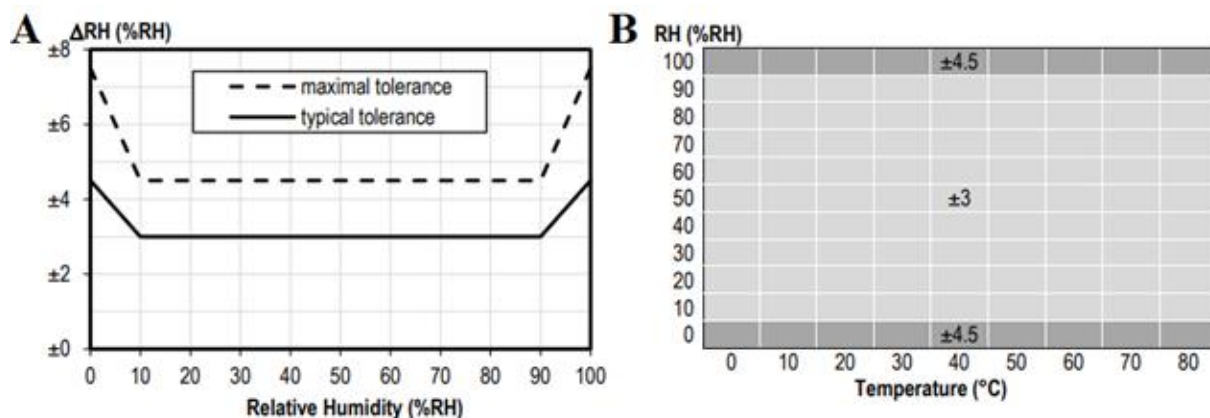 A
ΔRH (%RH)
±8
±6
±4
±2
±0
maximal tolerance
typical tolerance
0 10 20 30 40 50 60 70 80 90 100
Relative Humidity (%RH)
B
RH (%RH)
100
90
80
70
60
50
40
30
20
10
0
±4.5
±3
±4.5
0 10 20 30 40 50 60 70 80
Temperature (°C)